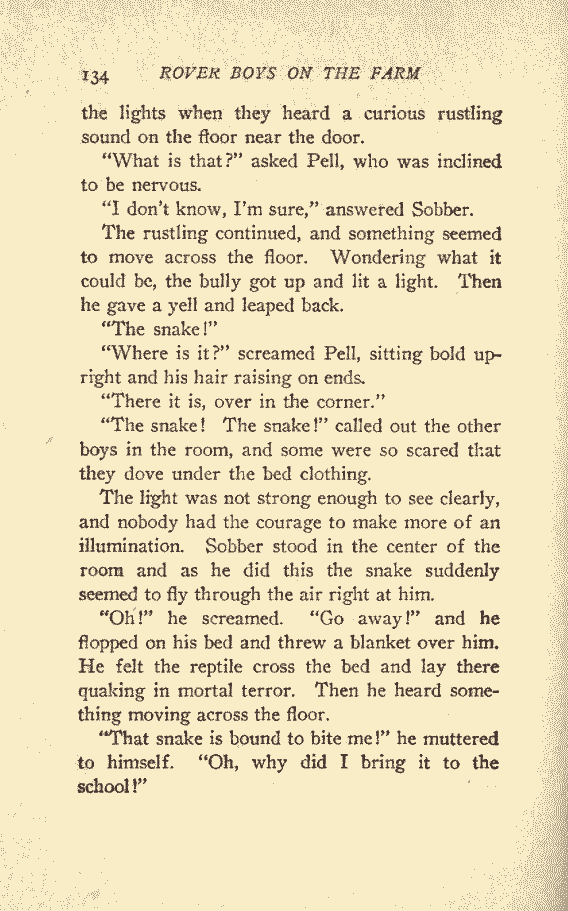 134 ROVER BOYS ON THE FARM
the lights when they heard a curious rustling
sound on the floor near the door.
“What is that?” asked Pell, who was inclined
to be nervous.
“I don’t know, I’m sure,” answered Sobber.
The rustling continued, and something seemed
to move across the floor. Wondering what it
could be, the bully got up and lit a light. Then
he gave a yell and leaped back.
“The snake!”
“Where is it?” screamed Pell, sitting bold up-
right and his hair raising on ends.
“There it is, over in the corner.”
“The snake! The snake!” called out the other
boys in the room, and some were so scared that
they dove under the bed clothing.
The light was not strong enough to see clearly,
and nobody had the courage to make more of an
illumination. Sobber stood in the center of the
room and as he did this the snake suddenly
seemed to fly through the air right at him.
“Oh!” he screamed. “Go away!” and he
flopped on his bed and threw a blanket over him.
He felt the reptile cross the bed and lay there
quaking in mortal terror. Then he heard some-
thing moving across the floor.
“That snake is bound to bite me!” he muttered
to himself. “Oh, why did I bring it to the
school!”